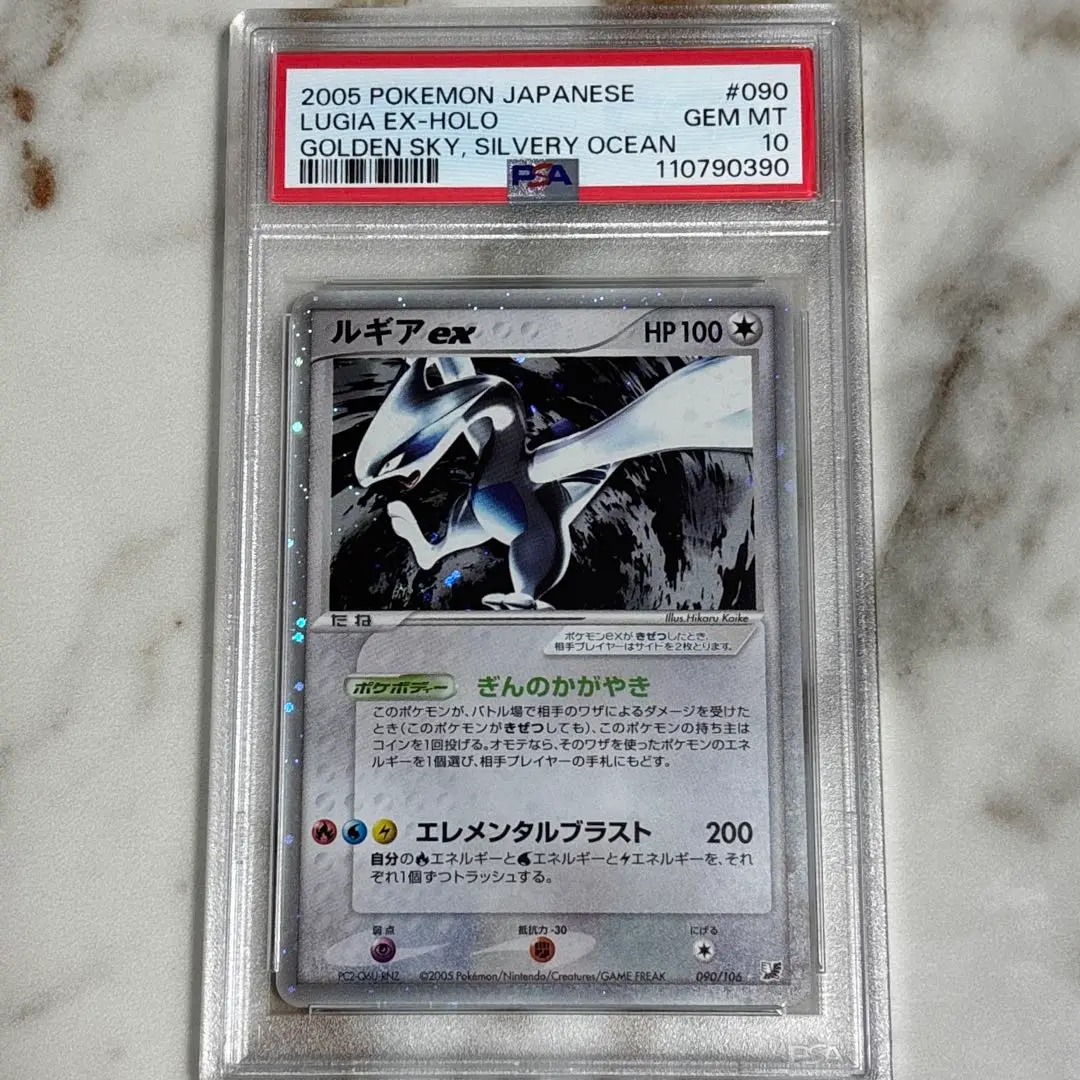 2005 POKEMON JAPANESE #090
LUGIA EX-HOLO GEM MT
GOLDEN SKY, SILVERY OCEAN 10
PSA 110790390
ルギアex HP 100
たね Illus. Hikaru Koike
ポケモンexがきぜつしたとき、
相手プレイヤーはサイドを2枚とります。
ポケボディー ぎんのかがやき
このポケモンが、バトル場で相手のワザによるダメージを受けた
とき(このポケモンがきぜつしても)、このポケモンの持ち主は
コインを1回投げる。オモテなら、そのワザを使ったポケモンのエネ
ルギーを1個選び、相手プレイヤーの手札にもどす。
エレメンタルブラスト 200
自分のエネルギーとエネルギーとエネルギーを、それ
ぞれ1個ずつトラッシュする。
弱点 抵抗力 -30 にげる
PC2-Q6U-RNZ ©2005 Pokémon/Nintendo/Creatures/GAME FREAK 090/106
PSA